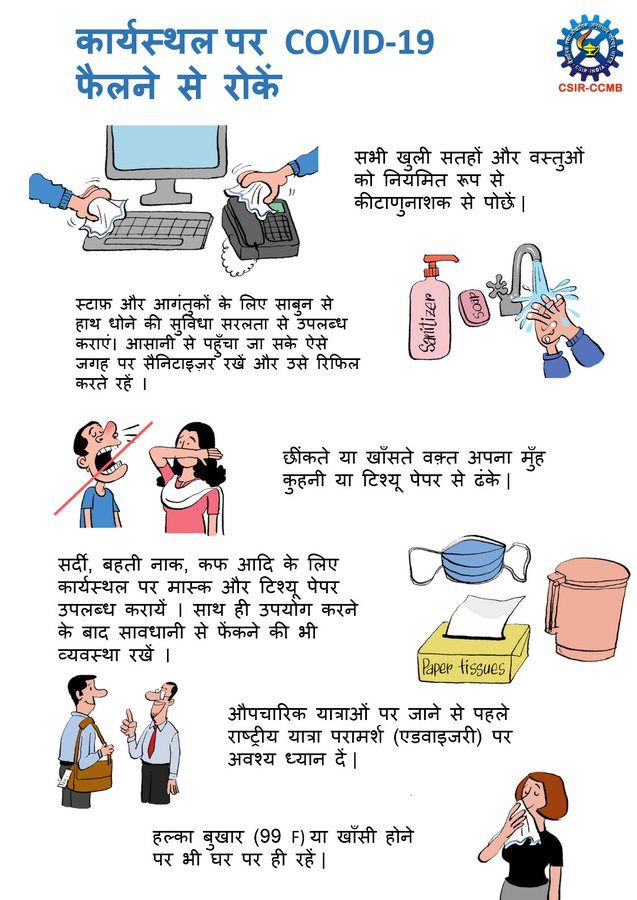 कार्यस्थल पर COVID-19
फैलने से रोकें
CSIR-INDIA
CSIR-CCMB
सभी खुली सतहों और वस्तुओं
को नियमित रूप से
कीटाणुनाशक से पोछें |
स्टाफ़ और आगंतुकों के लिए साबुन से
हाथ धोने की सुविधा सरलता से उपलब्ध
कराएं। आसानी से पहुँचा जा सके ऐसे
जगह पर सैनिटाइज़र रखें और उसे रिफिल
करते रहें ।
Sanitizer
SOAP
छींकते या खाँसते वक़्त अपना मुँह
कुहनी या टिश्यू पेपर से ढंके |
सर्दी, बहती नाक, कफ आदि के लिए
कार्यस्थल पर मास्क और टिश्यू पेपर
उपलब्ध करायें । साथ ही उपयोग करने
के बाद सावधानी से फेंकने की भी
व्यवस्था रखें ।
Paper tissues
औपचारिक यात्राओं पर जाने से पहले
राष्ट्रीय यात्रा परामर्श (एडवाइजरी) पर
अवश्य ध्यान दें |
हल्का बुखार (99 F) या खाँसी होने
पर भी घर पर ही रहें |